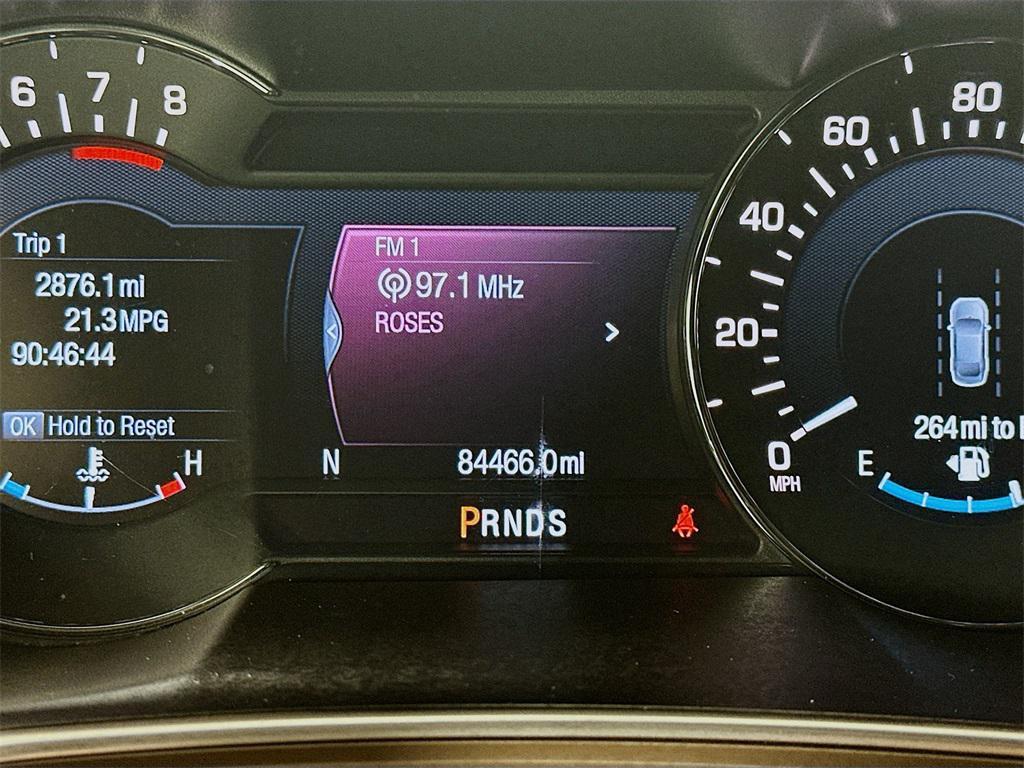 6 7 8
Trip 1
2876.1 mi
21.3 MPG
90:46:44
OK Hold to Reset
H
FM 1
97.1 MHz
ROSES
N
84466.0 mi
PRNDS
80
60
40
20
0
MPH
264 mi to
E